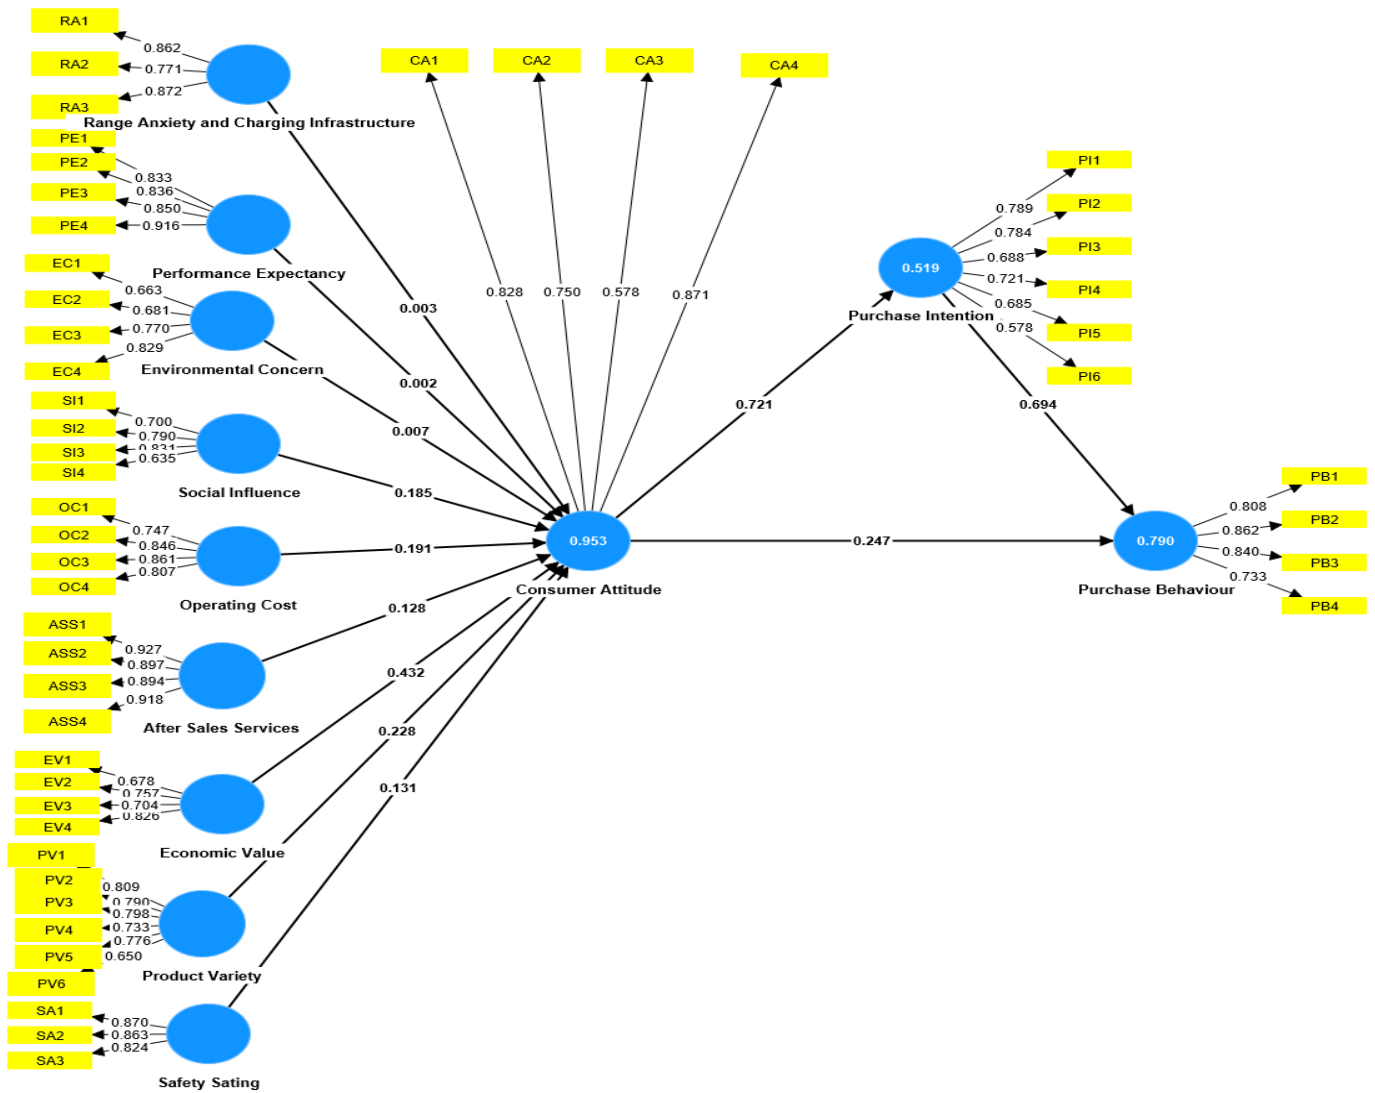 RA1
0.862
RA2
0.771
0.872
RA3
Range Anxiety and Charging Infrastructure
PE1
PE2
0.833
0.836
PE3
0.850
PE4
0.916
Performance Expectancy
EC1
0.663
EC2
0.681
0.770
EC3
0.829
EC4
Environmental Concern
SI1
0.700
SI2
0.790
SI3
0.831
0.635
SI4
Social Influence
OC1
0.747
OC2
0.846
OC3
0.861
0.807
OC4
Operating Cost
ASS1
0.927
ASS2
0.897
ASS3
0.894
0.918
ASS4
After Sales Services
EV1
0.678
EV2
0.757
EV3
0.704
0.826
EV4
Economic Value
PV1
PV2
0.809
PV3
0.790
0.798
PV4
0.733
0.776
PV5
0.650
PV6
Product Variety
SA1
0.870
SA2
0.863
0.824
SA3
Safety Sating
0.003
0.002
0.007
0.185
0.191
0.128
0.432
0.228
0.131
CA1
CA2
CA3
CA4
0.828
0.750
0.578
0.871
0.953
Consumer Attitude
0.721
0.247
0.519
Purchase Intention
0.694
PI1
0.789
PI2
0.784
PI3
0.688
0.721
PI4
0.685
PI5
0.578
PI6
0.790
Purchase Behaviour
PB1
0.808
PB2
0.862
0.840
PB3
0.733
PB4